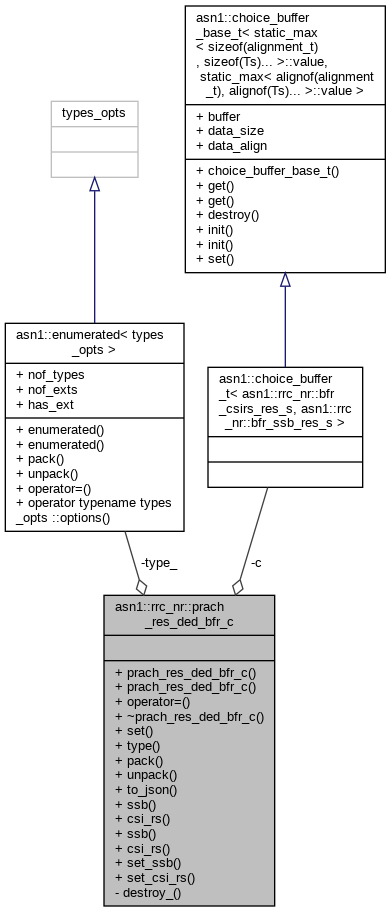 asn1::choice_buffer
_base_t< static_max
< sizeof(alignment_t)
, sizeof(Ts)... >::value,
static_max< alignof(alignment
_t), alignof(Ts)... >::value >
+ buffer
+ data_size
+ data_align
+ choice_buffer_base_t()
+ get()
+ get()
+ destroy()
+ init()
+ init()
+ set()
types_opts
asn1::enumerated< types
_opts >
+ nof_types
+ nof_exts
+ has_ext
+ enumerated()
+ enumerated()
+ pack()
+ unpack()
+ operator=()
+ operator typename types
_opts ::options()
asn1::choice_buffer
_t< asn1::rrc_nr::bfr
_csirs_res_s, asn1::rrc
_nr::bfr_ssb_res_s >
-type_
-c
asn1::rrc_nr::prach
_res_ded_bfr_c
+ prach_res_ded_bfr_c()
+ prach_res_ded_bfr_c()
+ operator=()
+ ~prach_res_ded_bfr_c()
+ set()
+ type()
+ pack()
+ unpack()
+ to_json()
+ ssb()
+ csi_rs()
+ ssb()
+ csi_rs()
+ set_ssb()
+ set_csi_rs()
- destroy_()